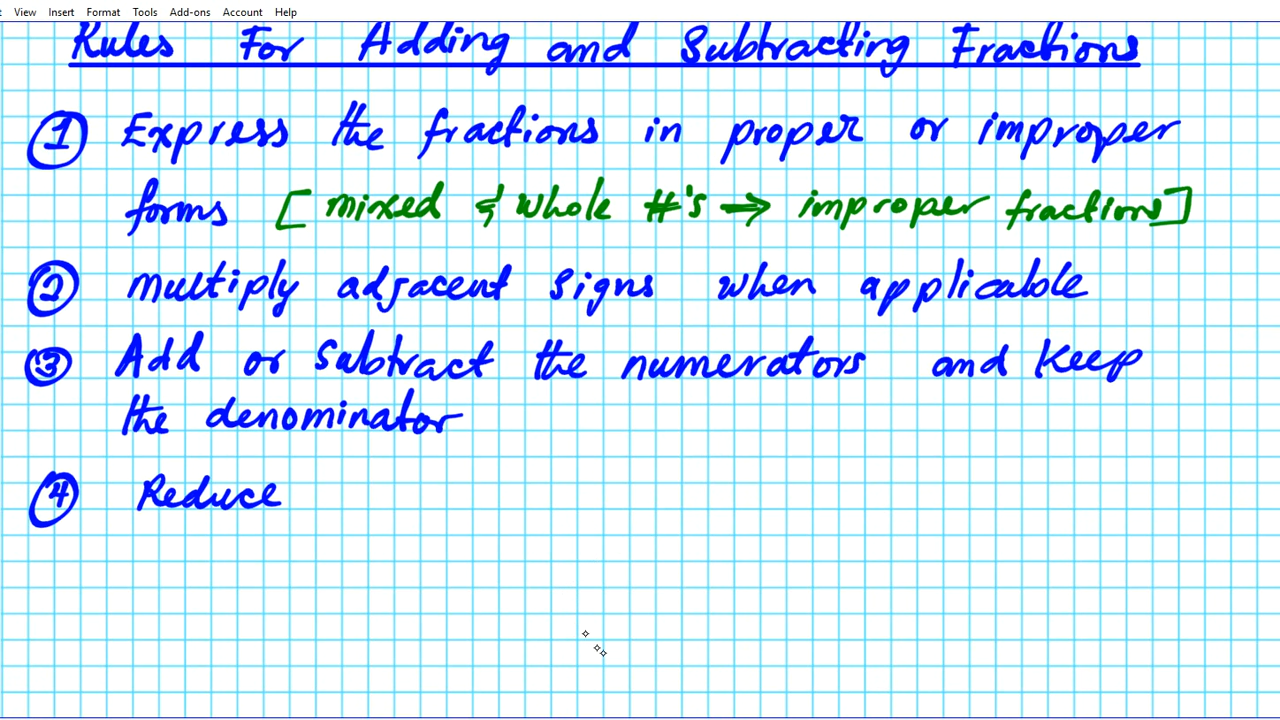 View Insert Format Tools Add-ons Account Help
Rules For Adding and Subtracting Fractions
1 Express the fractions in proper or improper
forms [mixed & whole #'s ⇒ improper fractions]
2 Multiply adjacent signs when applicable
3 Add or Subtract the numerators and Keep
the denominator
4 Reduce